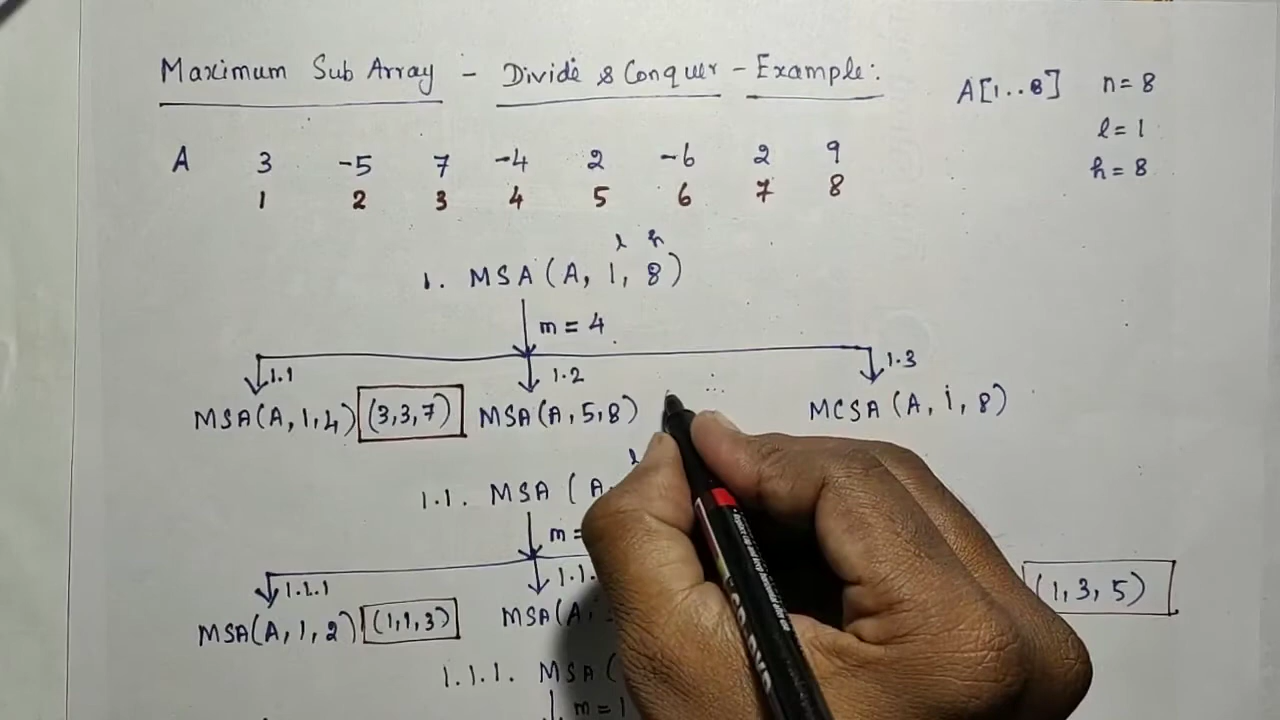 Maximum Sub Array - Divide & Conquer - Example:
A[1..8] n=8
l=1
h=8
A 3 -5 7 -4 2 -6 2 9
1 2 3 4 5 6 7 8
l h
1. MSA(A, 1, 8)
m=4
1.1 1.2 1.3
MSA(A,1,4) (3,3,7) MSA(A,5,8) MCSA(A,1,8)
l
1.1. MSA (A,
m=
1.1.1 1.1.
MSA(A,1,2) (1,1,3) MSA(A, (1,3,5)
1.1.1. MSA(
m=1